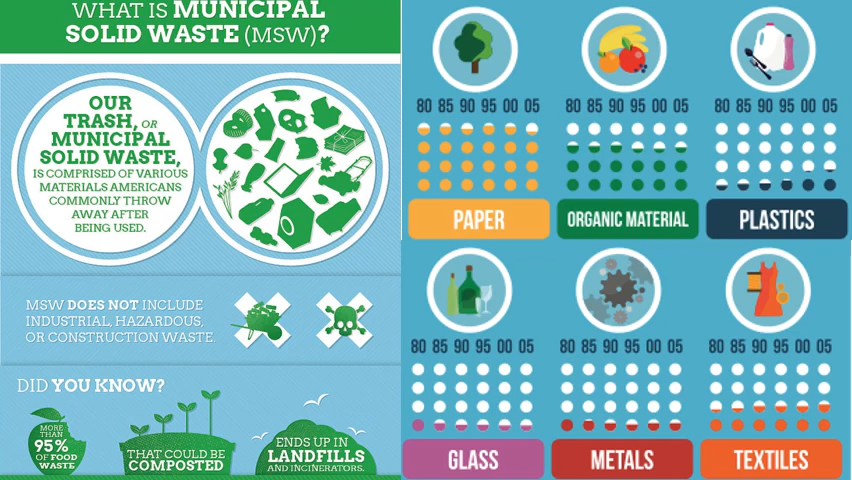 WHAT IS MUNICIPAL
SOLID WASTE (MSW)?
OUR
TRASH, OR
MUNICIPAL
SOLID WASTE,
IS COMPRISED OF VARIOUS
MATERIALS AMERICANS
COMMONLY THROW
AWAY AFTER
BEING USED.
MSW DOES NOT INCLUDE
INDUSTRIAL, HAZARDOUS,
OR CONSTRUCTION WASTE.
DID YOU KNOW?
MORE
THAN
95%
OF FOOD
WASTE
THAT COULD BE
COMPOSTED
ENDS UP IN
LANDFILLS
AND INCINERATORS.
80 85 90 95 00 05
PAPER
80 85 90 95 00 05
ORGANIC MATERIAL
80 85 90 95 00 05
PLASTICS
80 85 90 95 00 05
GLASS
80 85 90 95 00 05
METALS
80 85 90 95 00 05
TEXTILES